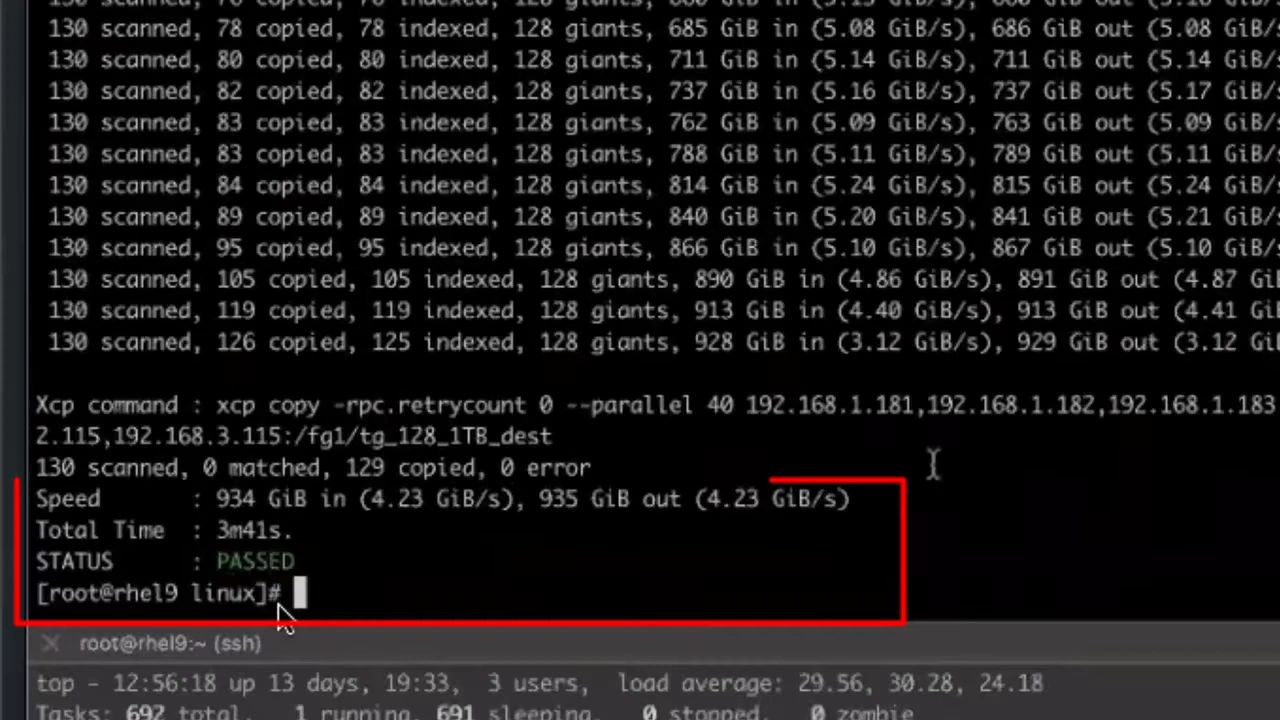 130 scanned, 78 copied, 78 indexed, 128 giants, 685 GiB in (5.08 GiB/s), 686 GiB out (5.08 GiB/
130 scanned, 80 copied, 80 indexed, 128 giants, 711 GiB in (5.14 GiB/s), 711 GiB out (5.14 GiB/
130 scanned, 82 copied, 82 indexed, 128 giants, 737 GiB in (5.16 GiB/s), 737 GiB out (5.17 GiB/
130 scanned, 83 copied, 83 indexed, 128 giants, 762 GiB in (5.09 GiB/s), 763 GiB out (5.09 GiB/
130 scanned, 83 copied, 83 indexed, 128 giants, 788 GiB in (5.11 GiB/s), 789 GiB out (5.11 GiB/
130 scanned, 84 copied, 84 indexed, 128 giants, 814 GiB in (5.24 GiB/s), 815 GiB out (5.24 GiB/
130 scanned, 89 copied, 89 indexed, 128 giants, 840 GiB in (5.20 GiB/s), 841 GiB out (5.21 GiB/
130 scanned, 95 copied, 95 indexed, 128 giants, 866 GiB in (5.10 GiB/s), 867 GiB out (5.10 GiB/
130 scanned, 105 copied, 105 indexed, 128 giants, 890 GiB in (4.86 GiB/s), 891 GiB out (4.87 Gi
130 scanned, 119 copied, 119 indexed, 128 giants, 913 GiB in (4.40 GiB/s), 913 GiB out (4.41 Gi
130 scanned, 126 copied, 125 indexed, 128 giants, 928 GiB in (3.12 GiB/s), 929 GiB out (3.12 Gi
Xcp command : xcp copy -rpc.retrycount 0 --parallel 40 192.168.1.181,192.168.1.182,192.168.1.183
2.115,192.168.3.115:/fg1/tg_128_1TB_dest
130 scanned, 0 matched, 129 copied, 0 error
Speed : 934 GiB in (4.23 GiB/s), 935 GiB out (4.23 GiB/s)
Total Time : 3m41s.
STATUS : PASSED
[root@rhel9 linux]#
root@rhel9:~ (ssh)
top - 12:56:18 up 13 days, 19:33, 3 users, load average: 29.56, 30.28, 24.18
Tasks: 692 total, 1 running, 691 sleeping, 0 stopped, 0 zombie